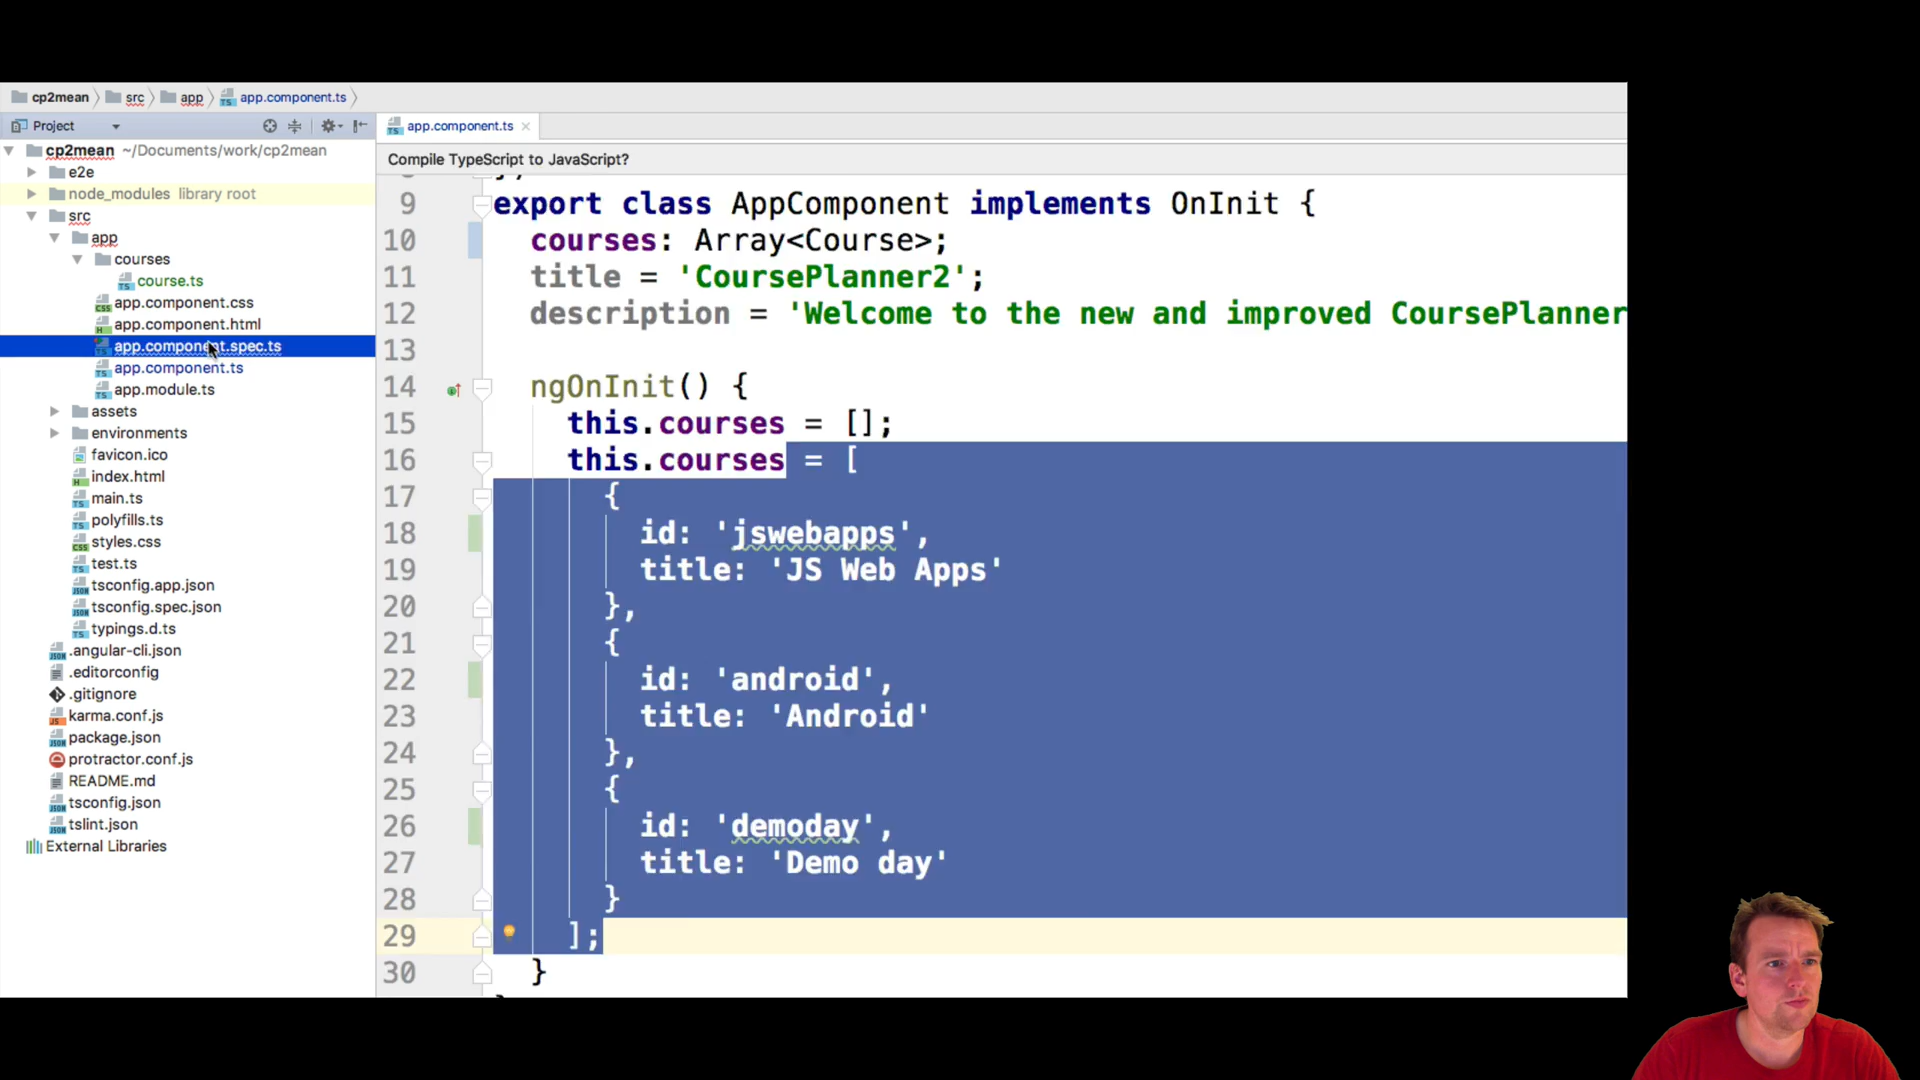 cp2mean src app app.component.ts
Project
app.component.ts
cp2mean ~/Documents/work/cp2mean
e2e
node_modules library root
src
app
courses
course.ts
app.component.css
app.component.html
app.component.spec.ts
app.component.ts
app.module.ts
assets
environments
favicon.ico
index.html
main.ts
polyfills.ts
styles.css
test.ts
tsconfig.app.json
tsconfig.spec.json
typings.d.ts
.angular-cli.json
.editorconfig
.gitignore
karma.conf.js
package.json
protractor.conf.js
README.md
tsconfig.json
tslint.json
External Libraries
Compile TypeScript to JavaScript?
9 export class AppComponent implements OnInit {
10 courses: Array<Course>;
11 title = 'CoursePlanner2';
12 description = 'Welcome to the new and improved CoursePlanner
13
14 ngOnInit() {
15 this.courses = [];
16 this.courses = [
17 {
18 id: 'jswebapps',
19 title: 'JS Web Apps'
20 },
21 {
22 id: 'android',
23 title: 'Android'
24 },
25 {
26 id: 'demoday',
27 title: 'Demo day'
28 }
29 ];
30 }